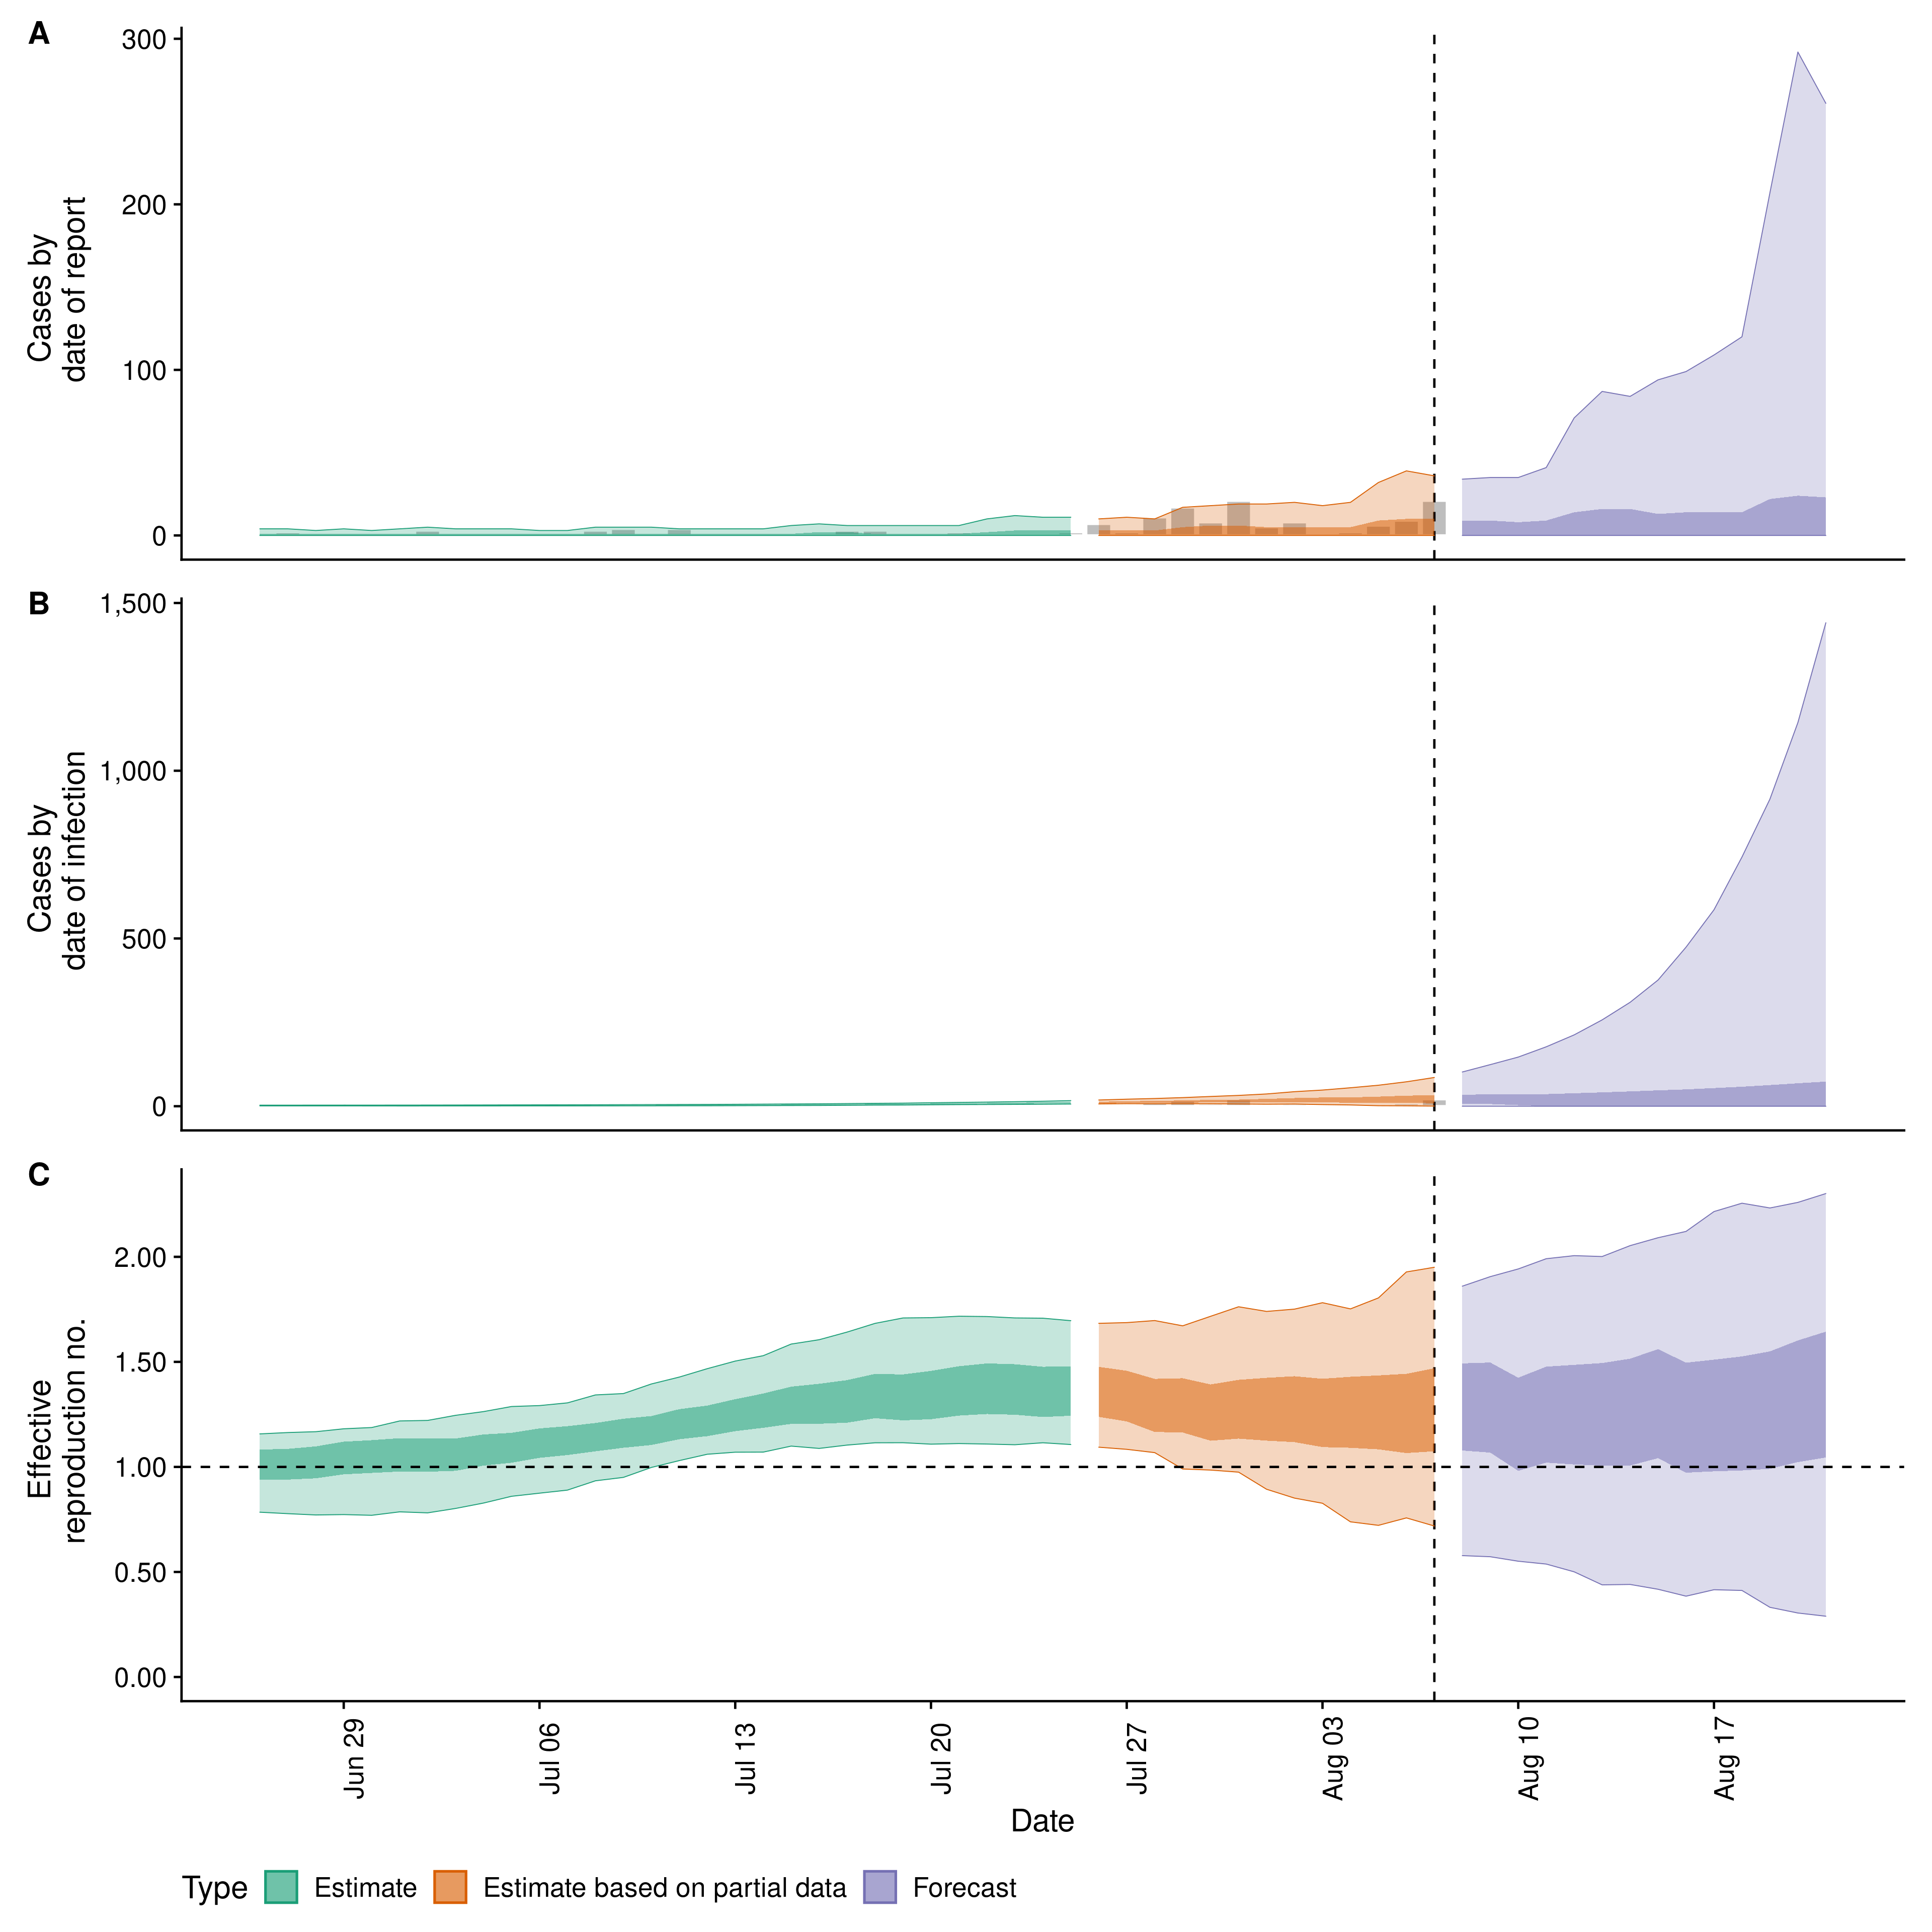 A
300
200
100
0
Cases by
date of report
B
1,500
1,000
500
0
Cases by
date of infection
C
2.00
1.50
1.00
0.50
0.00
Effective
reproduction no.
Jun 29
Jul 06
Jul 13
Jul 20
Jul 27
Aug 03
Aug 10
Aug 17
Date
Type Estimate Estimate based on partial data Forecast